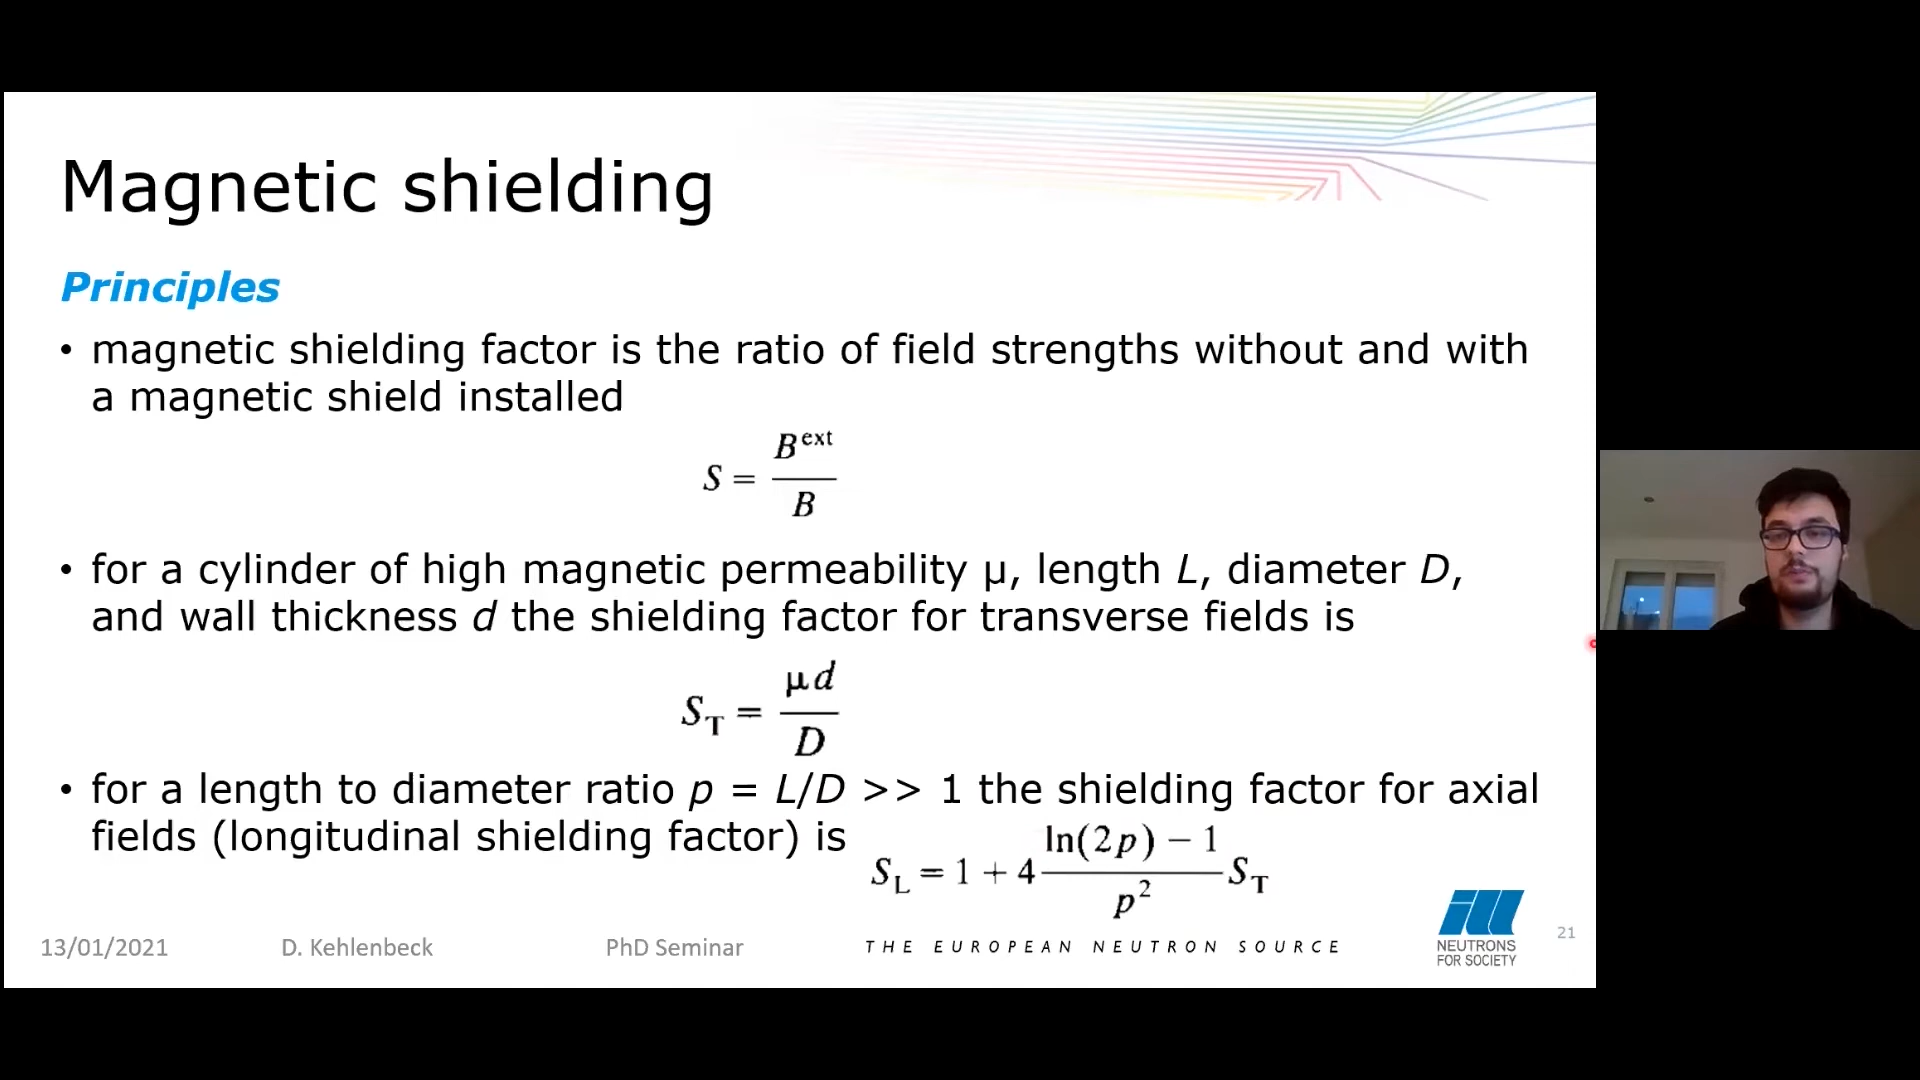 Magnetic shielding
Principles
• magnetic shielding factor is the ratio of field strengths without and with
a magnetic shield installed
S = B^ext / B
• for a cylinder of high magnetic permeability μ, length L, diameter D,
and wall thickness d the shielding factor for transverse fields is
S_T = μd / D
• for a length to diameter ratio p = L/D >> 1 the shielding factor for axial
fields (longitudinal shielding factor) is
S_L = 1 + 4 (ln(2p) − 1) / p² S_T
13/01/2021 D. Kehlenbeck PhD Seminar THE EUROPEAN NEUTRON SOURCE
ill
NEUTRONS
FOR SOCIETY
21